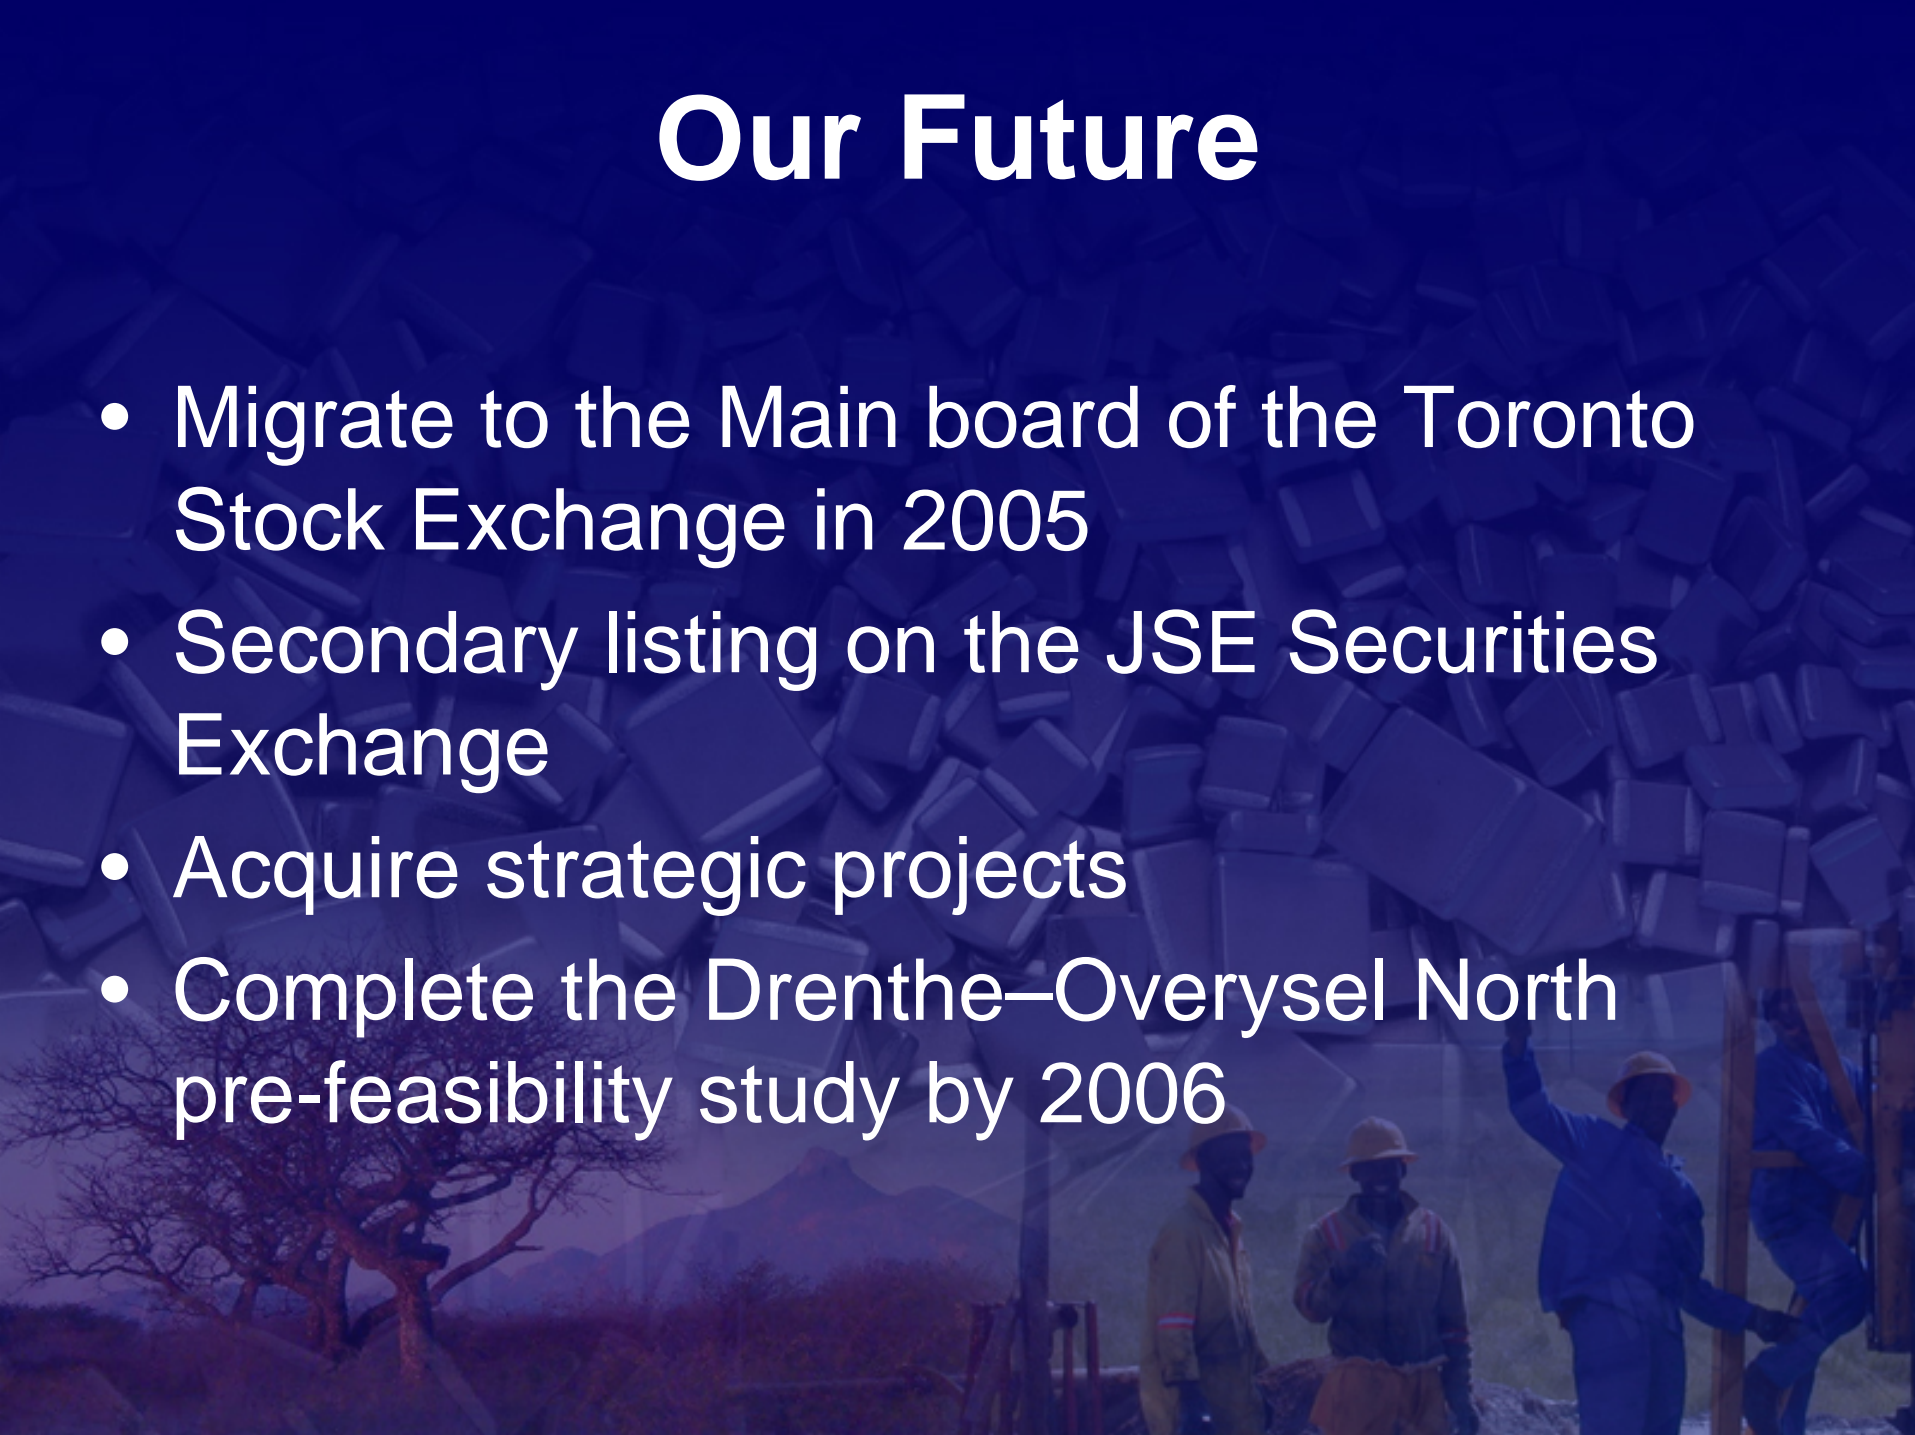 Our Future
• Migrate to the Main board of the Toronto
Stock Exchange in 2005
• Secondary listing on the JSE Securities
Exchange
• Acquire strategic projects
• Complete the Drenthe–Overysel North
pre-feasibility study by 2006